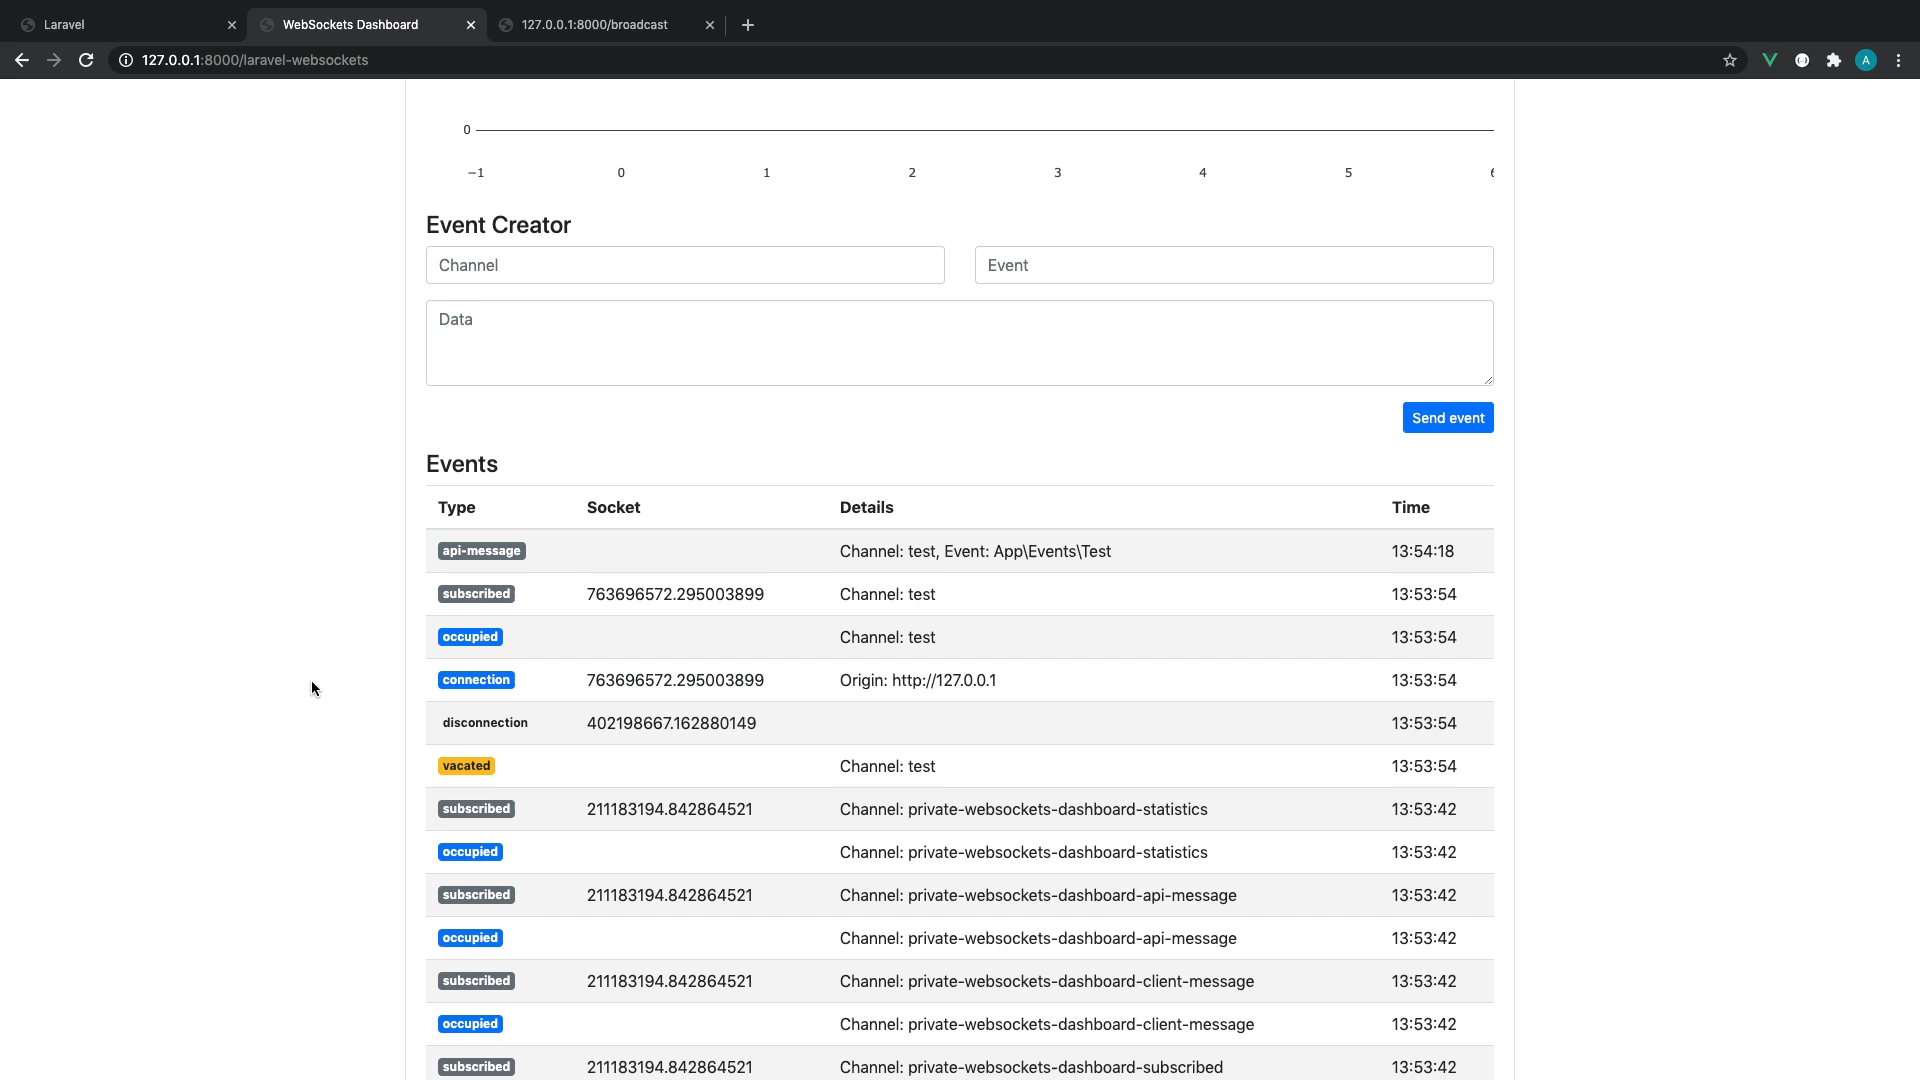 Laravel
WebSockets Dashboard
127.0.0.1:8000/broadcast
127.0.0.1:8000/laravel-websockets
A
0
−1 0 1 2 3 4 5
Event Creator
Channel Event
Data
Send event
Events
Type Socket Details Time
api-message Channel: test, Event: App\Events\Test 13:54:18
subscribed 763696572.295003899 Channel: test 13:53:54
occupied Channel: test 13:53:54
connection 763696572.295003899 Origin: http://127.0.0.1 13:53:54
disconnection 402198667.162880149 13:53:54
vacated Channel: test 13:53:54
subscribed 211183194.842864521 Channel: private-websockets-dashboard-statistics 13:53:42
occupied Channel: private-websockets-dashboard-statistics 13:53:42
subscribed 211183194.842864521 Channel: private-websockets-dashboard-api-message 13:53:42
occupied Channel: private-websockets-dashboard-api-message 13:53:42
subscribed 211183194.842864521 Channel: private-websockets-dashboard-client-message 13:53:42
occupied Channel: private-websockets-dashboard-client-message 13:53:42
subscribed 211183194.842864521 Channel: private-websockets-dashboard-subscribed 13:53:42